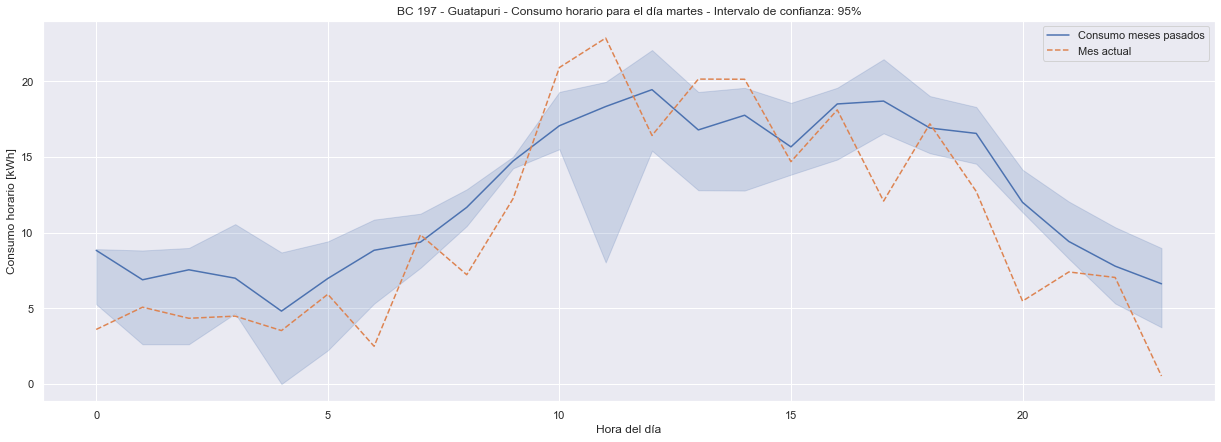 BC 197 - Guatapuri - Consumo horario para el día martes - Intervalo de confianza: 95%
Consumo meses pasados
Mes actual
Consumo horario [kWh]
20
15
10
5
0
0 5 10 15 20
Hora del día